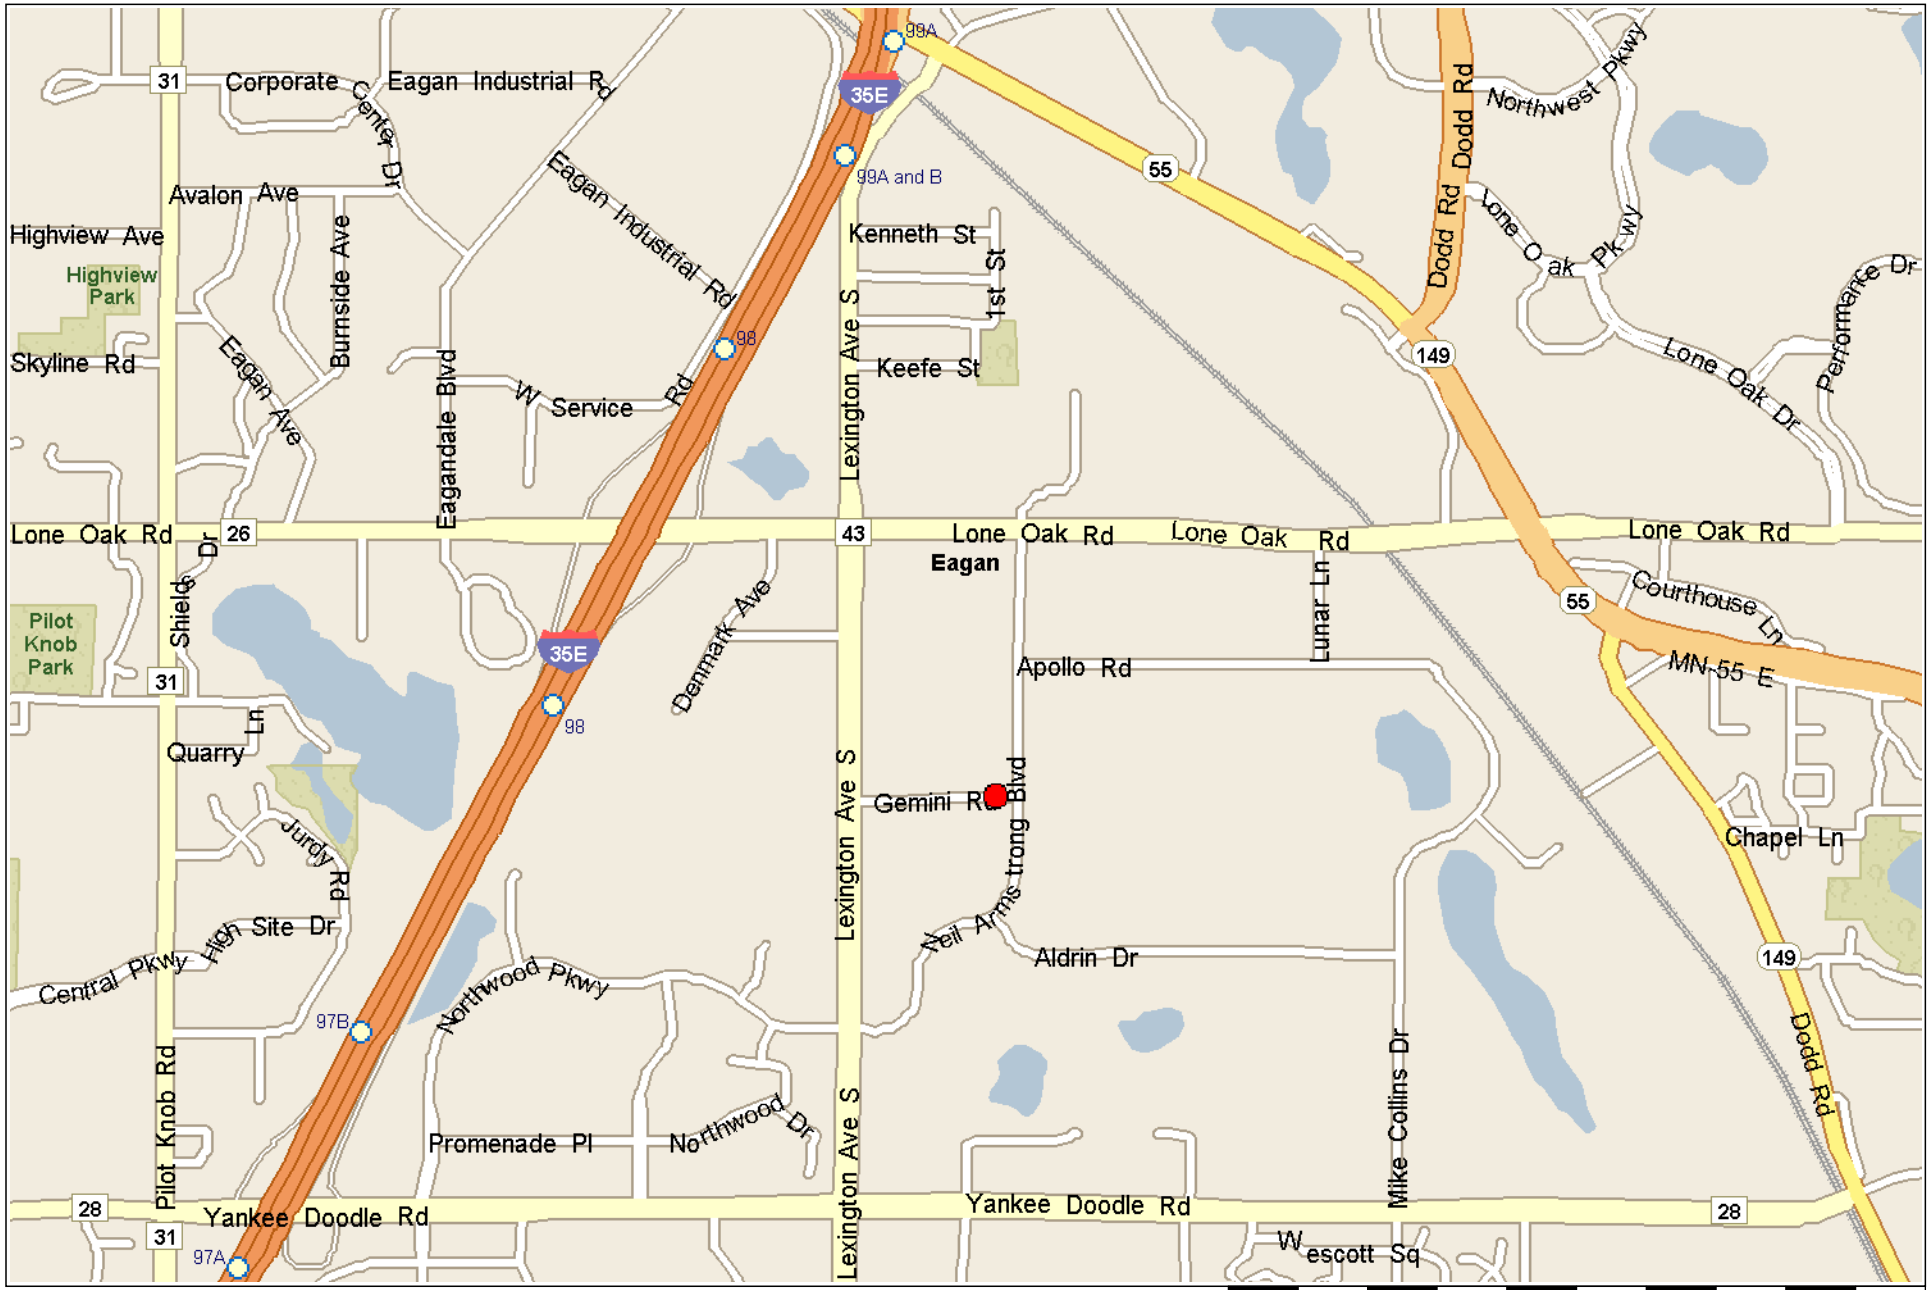 99A
31
Corporate Center Dr
Eagan Industrial Rd
35E
Northwest Pkwy
Dodd Rd
Dodd Rd
99A and B
55
Eagan Industrial Rd
Avalon Ave
Highview Ave
Highview
Park
Burnside Ave
Kenneth St
1st St
Lone Oak Pkwy
Performance Dr
98
Skyline Rd
Eagan Ave
Eagandale Blvd
W Service Rd
Lexington Ave S
Keefe St
149
Lone Oak Dr
Lone Oak Rd
26
43
Lone Oak Rd
Lone Oak Rd
Lone Oak Rd
Eagan
Shields Dr
Pilot
Knob
Park
35E
Denmark Ave
Lunar Ln
55
Courthouse Ln
31
Apollo Rd
MN-55 E
98
Quarry Ln
Lexington Ave S
Gemini Rd
Neil Armstrong Blvd
Chapel Ln
Jurdy Rd
High Site Dr
Central Pkwy
Northwood Pkwy
Aldrin Dr
149
97B
Dodd Rd
Pilot Knob Rd
Mike Collins Dr
Promenade Pl
Northwood Dr
Lexington Ave S
28
Yankee Doodle Rd
Yankee Doodle Rd
28
31
97A
Wescott Sq